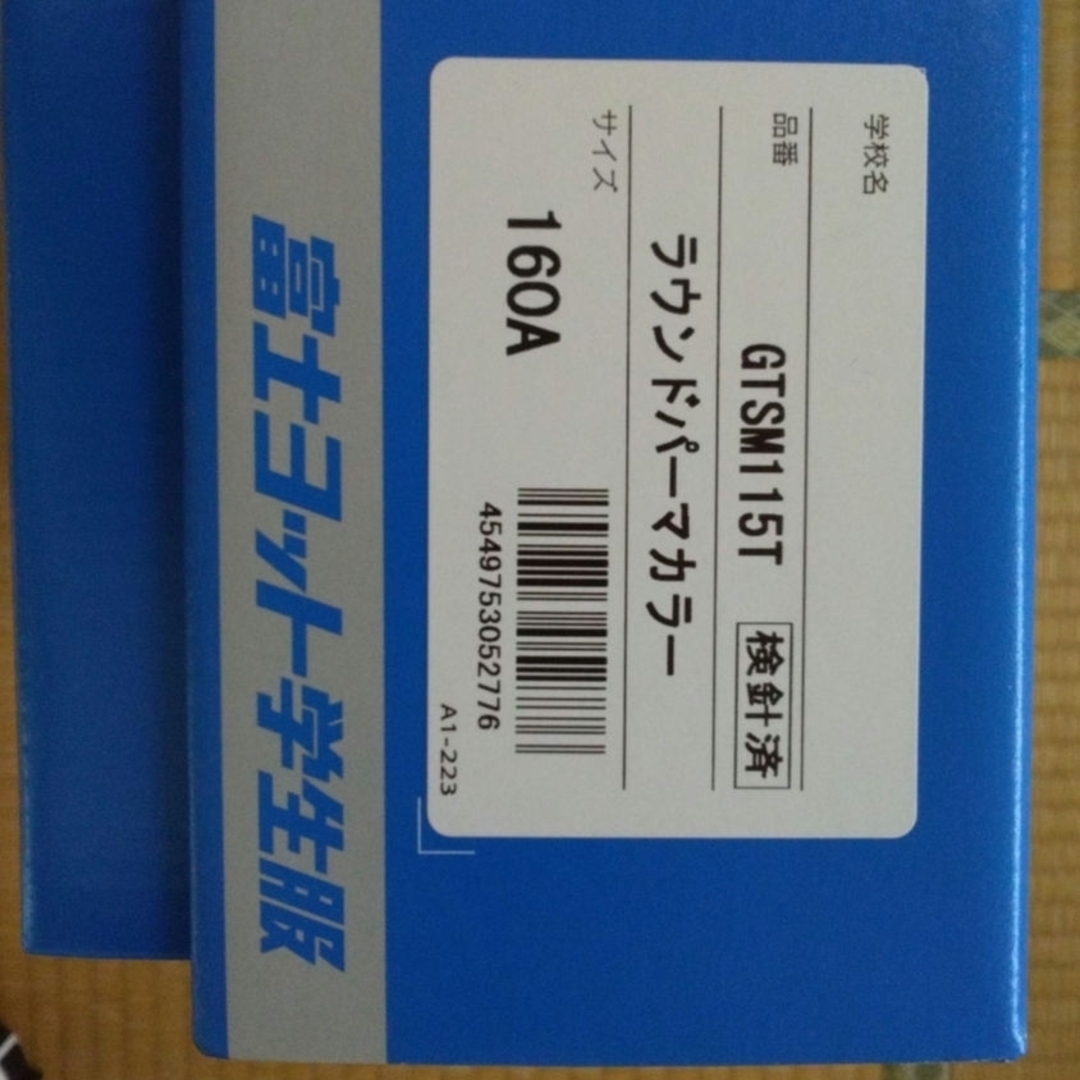 学校名
品番
GTSM115T 検針済
ラウンドパーマカラー
サイズ
160A
4549753052776
A1-223
富士ヨット学生服